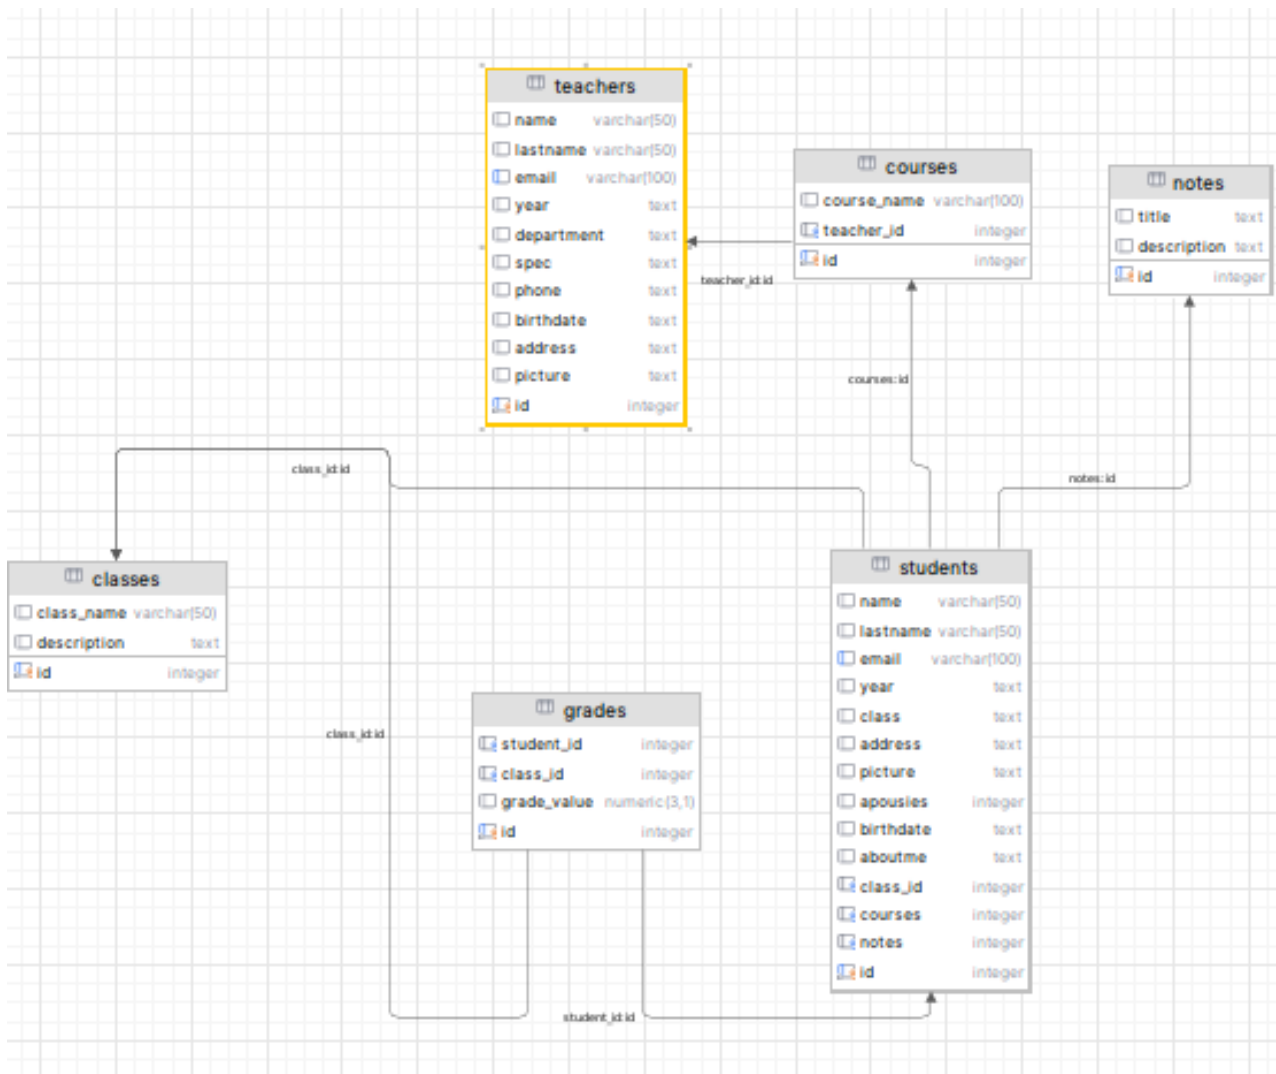 teachers
name varchar(50)
lastname varchar(50)
email varchar(100)
year text
department text
spec text
phone text
birthdate text
address text
picture text
id integer
courses
course_name varchar(100)
teacher_id integer
id integer
notes
title text
description text
id integer
teacher_id:id
courses:id
notes:id
class_id:id
classes
class_name varchar(50)
description text
id integer
class_id:id
grades
student_id integer
class_id integer
grade_value numeric(3,1)
id integer
students
name varchar(50)
lastname varchar(50)
email varchar(100)
year text
class text
address text
picture text
apousies integer
birthdate text
aboutme text
class_id integer
courses integer
notes integer
id integer
student_id:id